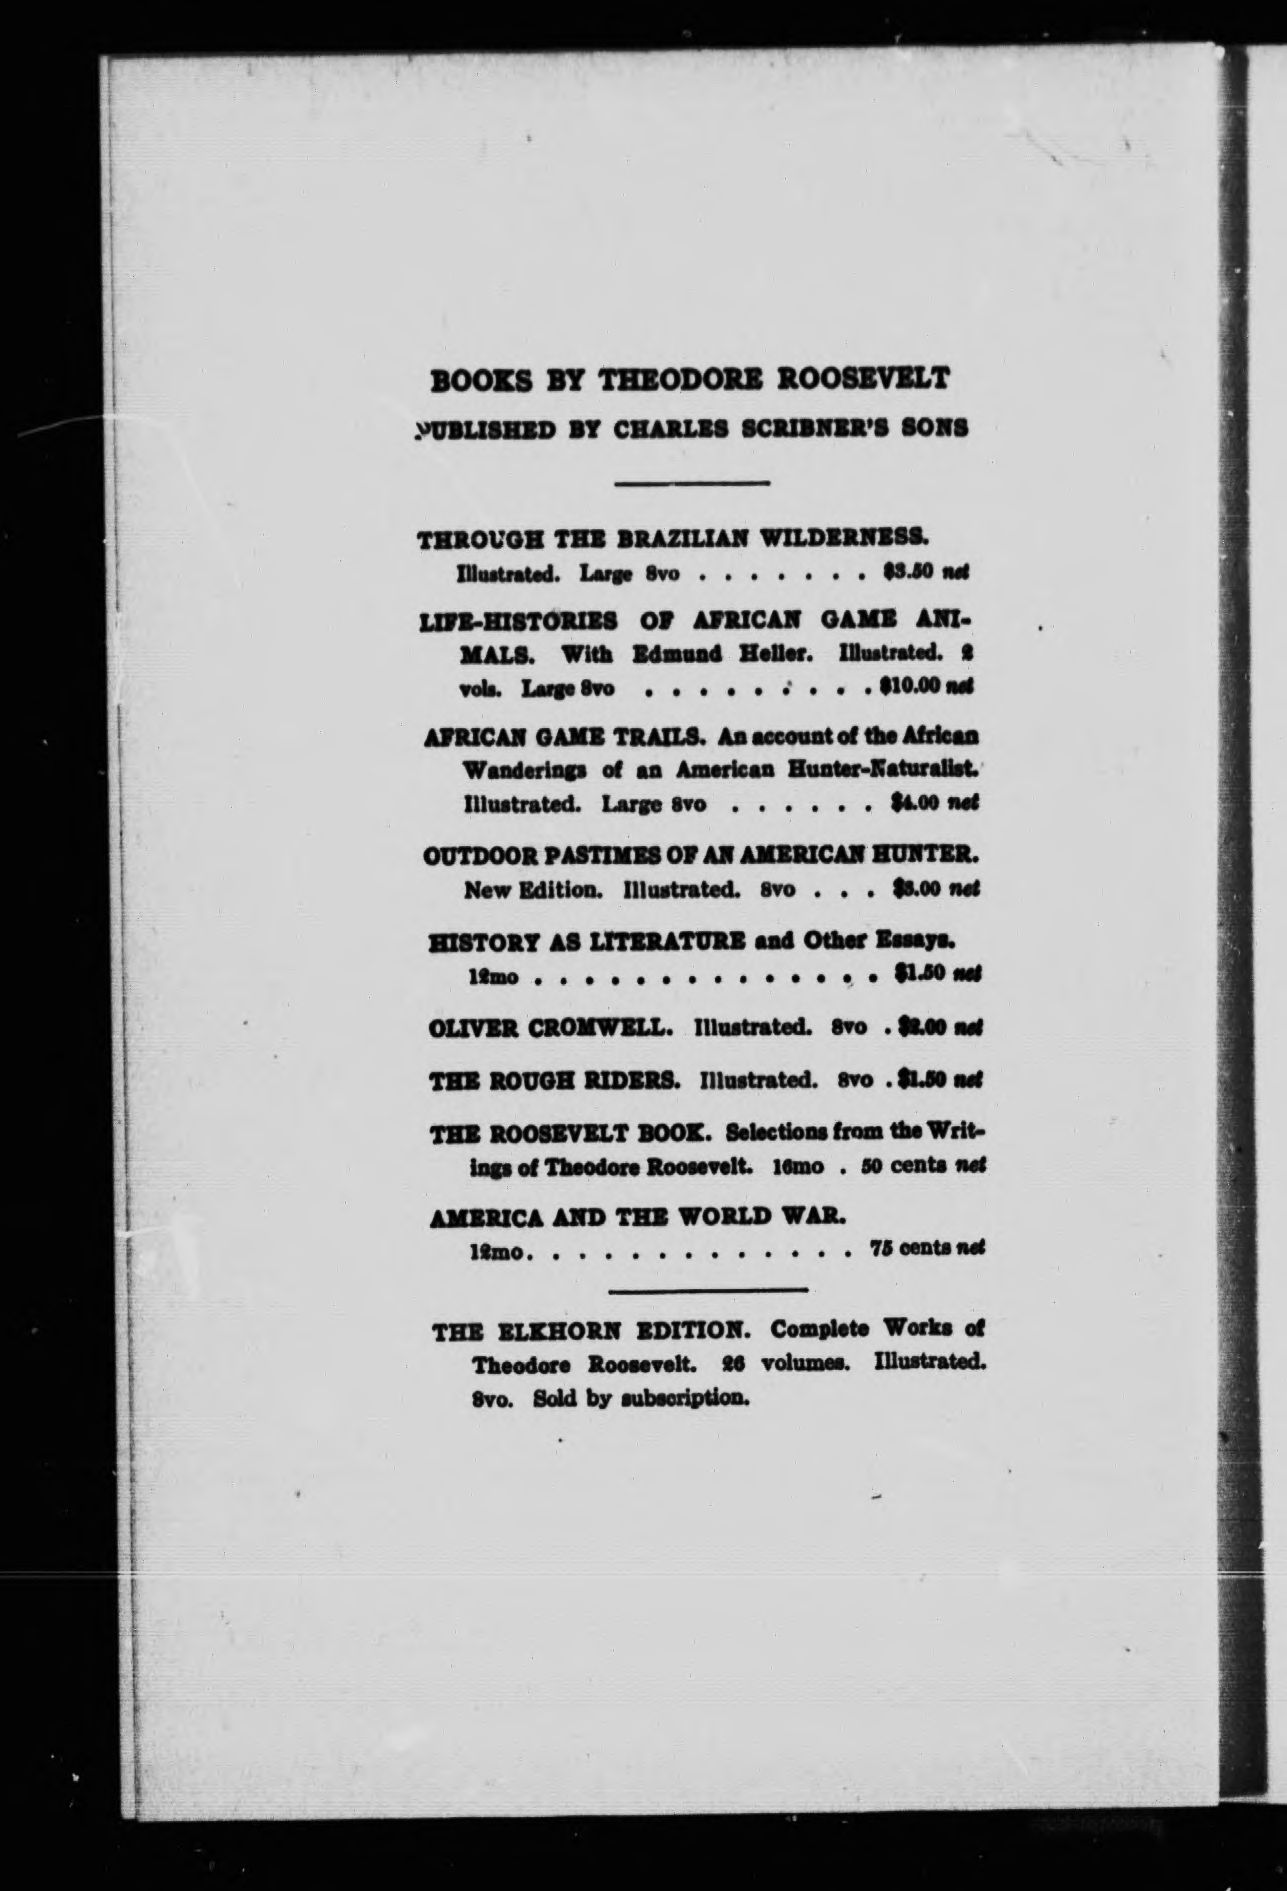 BOOKS BY THEODORE ROOSEVELT
PUBLISHED BY CHARLES SCRIBNER'S SONS
THROUGH THE BRAZILIAN WILDERNESS.
Illustrated. Large 8vo . . . . . . . $3.50 net
LIFE-HISTORIES OF AFRICAN GAME ANI-
MALS. With Edmund Heller. Illustrated. 2
vols. Large 8vo . . . . . . . . . $10.00 net
AFRICAN GAME TRAILS. An account of the African
Wanderings of an American Hunter-Naturalist.
Illustrated. Large 8vo . . . . . . $4.00 net
OUTDOOR PASTIMES OF AN AMERICAN HUNTER.
New Edition. Illustrated. 8vo . . . $3.00 net
HISTORY AS LITERATURE and Other Essays.
12mo . . . . . . . . . . . . . . $1.50 net
OLIVER CROMWELL. Illustrated. 8vo . $2.00 net
THE ROUGH RIDERS. Illustrated. 8vo . $1.50 net
THE ROOSEVELT BOOK. Selections from the Writ-
ings of Theodore Roosevelt. 16mo . 50 cents net
AMERICA AND THE WORLD WAR.
12mo. . . . . . . . . . . . . . 75 cents net
THE ELKHORN EDITION. Complete Works of
Theodore Roosevelt. 26 volumes. Illustrated.
8vo. Sold by subscription.